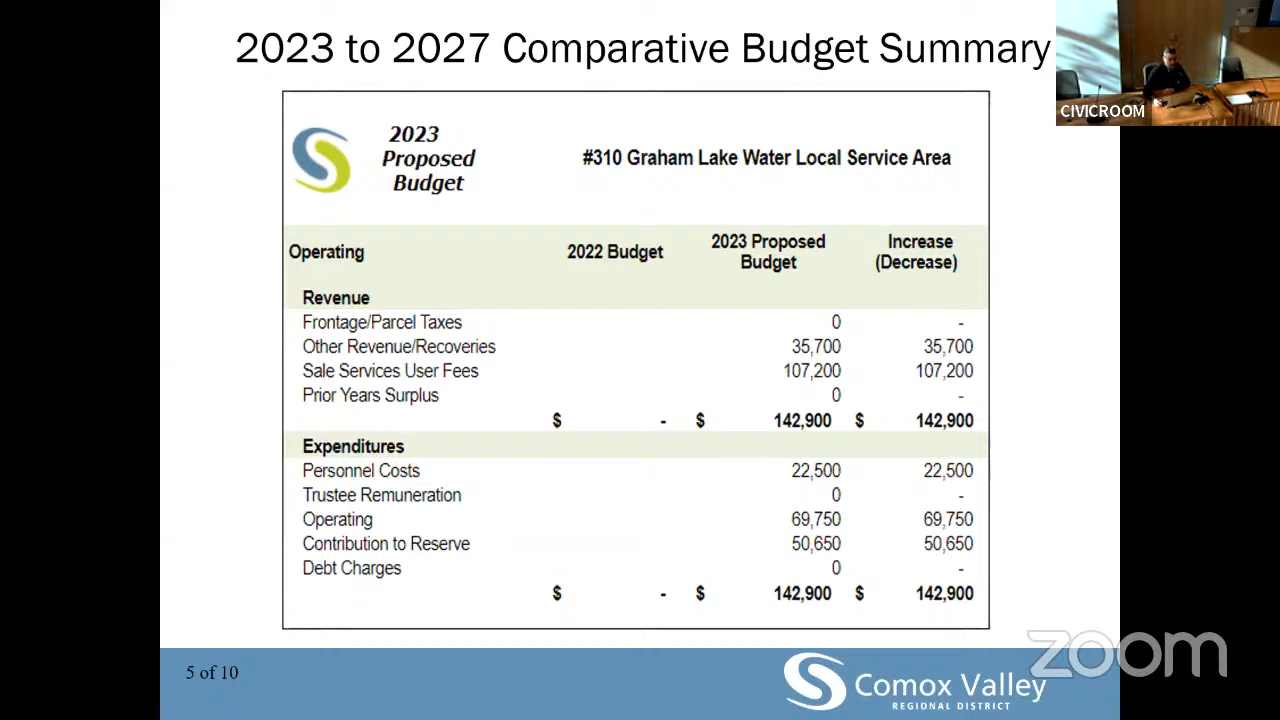 2023 to 2027 Comparative Budget Summary
CIVICROOM
2023
Proposed
Budget
#310 Graham Lake Water Local Service Area
Operating 2022 Budget 2023 Proposed Budget Increase (Decrease)
Revenue
Frontage/Parcel Taxes 0 -
Other Revenue/Recoveries 35,700 35,700
Sale Services User Fees 107,200 107,200
Prior Years Surplus 0 -
$ - $ 142,900 $ 142,900
Expenditures
Personnel Costs 22,500 22,500
Trustee Remuneration 0 -
Operating 69,750 69,750
Contribution to Reserve 50,650 50,650
Debt Charges 0 -
$ - $ 142,900 $ 142,900
5 of 10
Comox Valley
REGIONAL DISTRICT
zoom